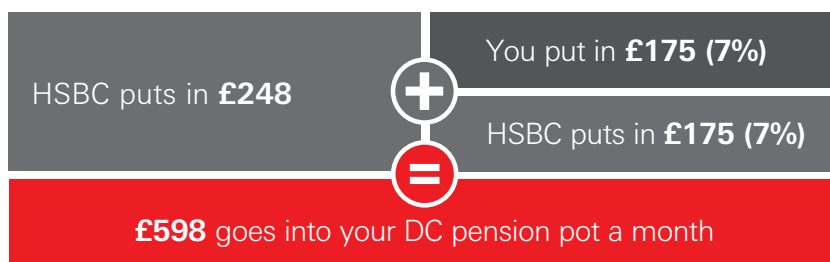 HSBC puts in £248
+
You put in £175 (7%)
HSBC puts in £175 (7%)
=
£598 goes into your DC pension pot a month